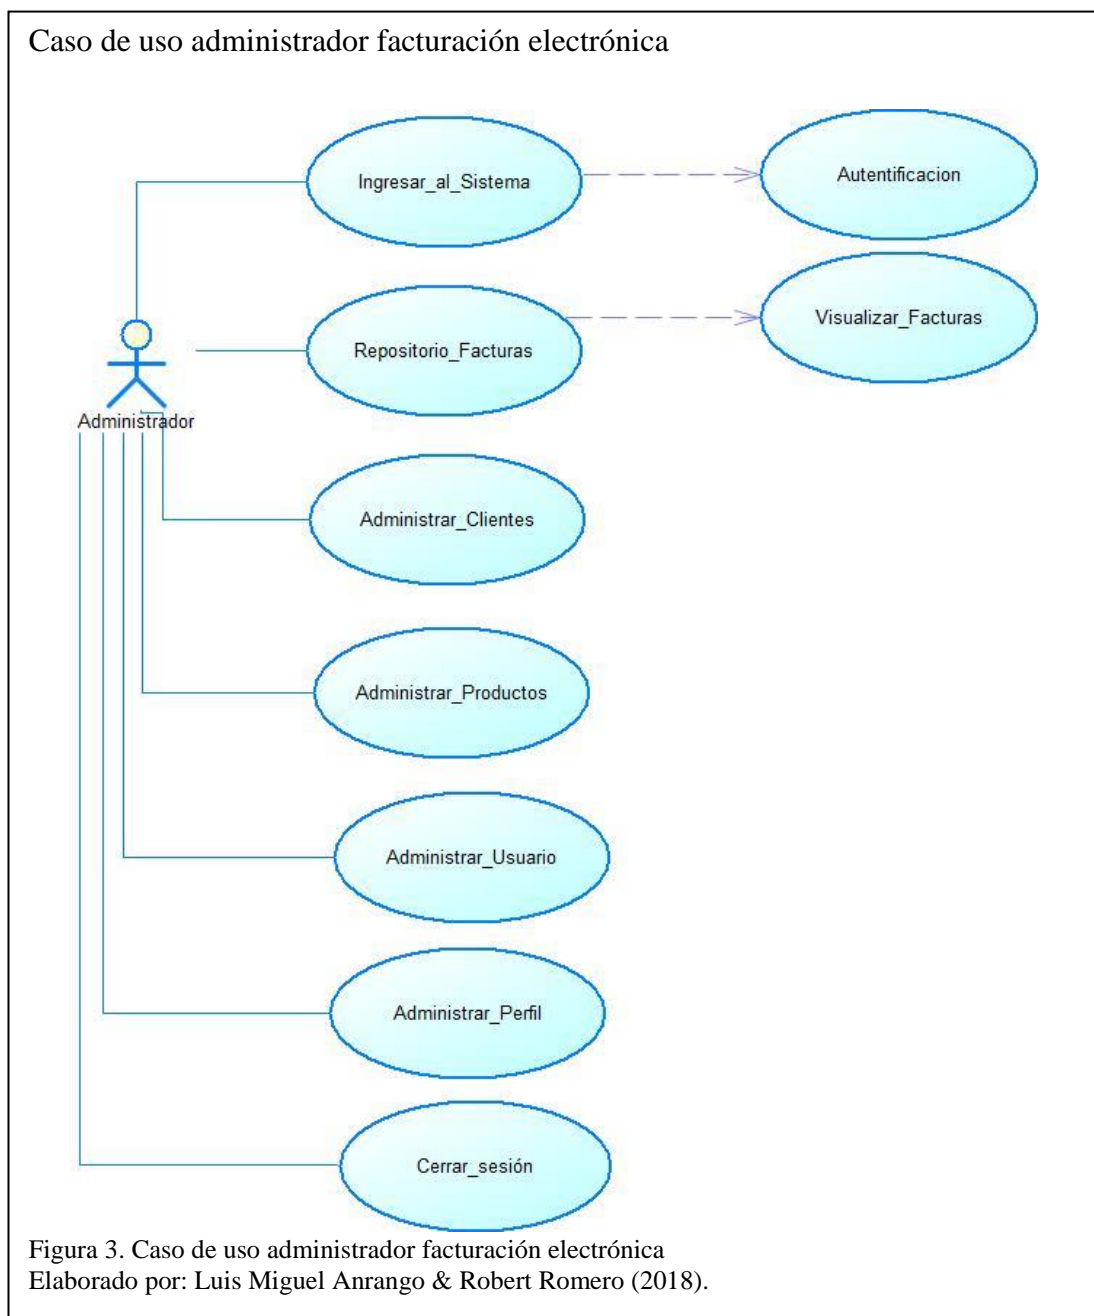 Caso de uso administrador facturación electrónica
Ingresar_al_Sistema
Autentificacion
Repositorio_Facturas
Visualizar_Facturas
Administrador
Administrar_Clientes
Administrar_Productos
Administrar_Usuario
Administrar_Perfil
Cerrar_sesión
Figura 3. Caso de uso administrador facturación electrónica
Elaborado por: Luis Miguel Anrango & Robert Romero (2018).